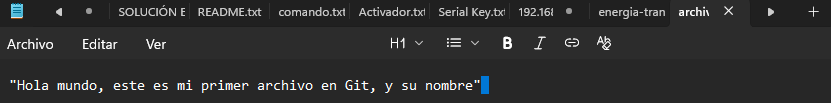 SOLUCIÓN E README.txt comando.txt Activador.txt Serial Key.txt 192.168 energia-tran archiv
Archivo Editar Ver H1 B I
"Hola mundo, este es mi primer archivo en Git, y su nombre"